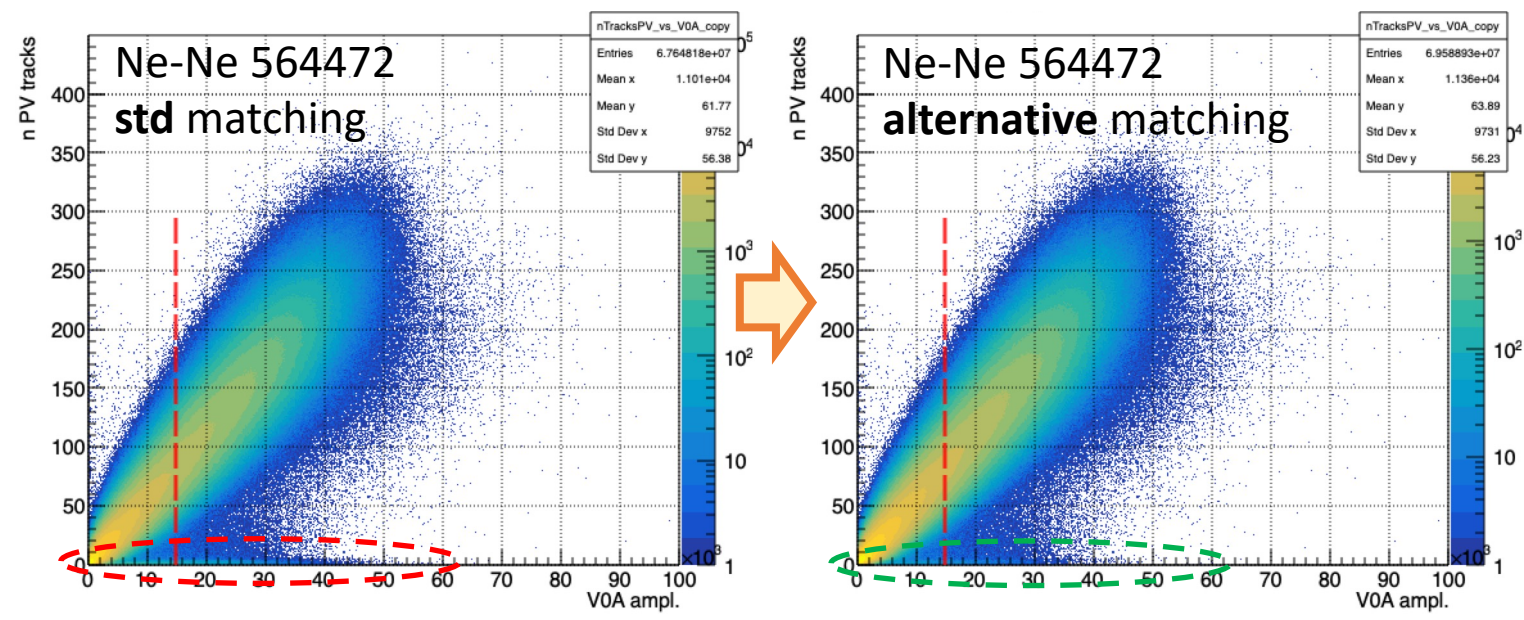 Ne-Ne 564472
std matching
nTracksPV_vs_V0A_copy
Entries 6.764818e+07
Mean x 1.101e+04
Mean y 61.77
Std Dev x 9752
Std Dev y 56.38
n PV tracks
400
350
300
250
200
150
100
50
0
0 10 20 30 40 50 60 70 80 90 100
×10³
V0A ampl.
10⁵
10⁴
10³
10²
10
1
Ne-Ne 564472
alternative matching
nTracksPV_vs_V0A_copy
Entries 6.958893e+07
Mean x 1.136e+04
Mean y 63.89
Std Dev x 9731
Std Dev y 56.23
n PV tracks
400
350
300
250
200
150
100
50
0
0 10 20 30 40 50 60 70 80 90 100
×10³
V0A ampl.
10⁴
10³
10²
10
1